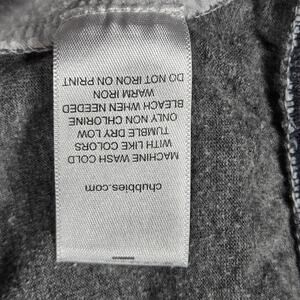 chubbies.com
MACHINE WASH COLD
WITH LIKE COLORS
TUMBLE DRY LOW
ONLY NON CHLORINE
BLEACH WHEN NEEDED
WARM IRON
DO NOT IRON ON PRINT